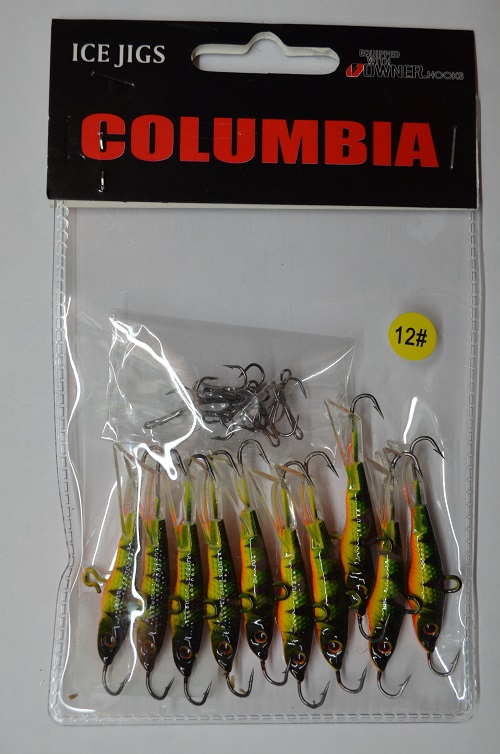 ICE JIGS
EQUIPPED
WITH
OWNER HOOKS
COLUMBIA
12#